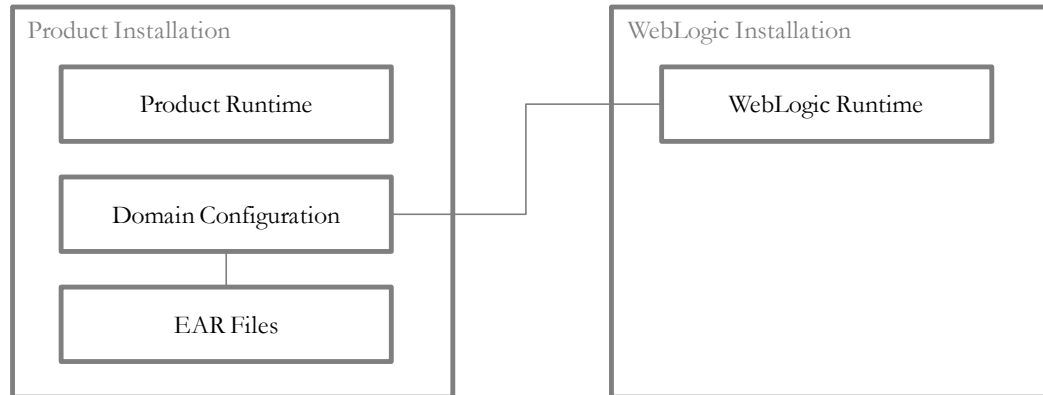 Product Installation
Product Runtime
Domain Configuration
EAR Files
WebLogic Installation
WebLogic Runtime